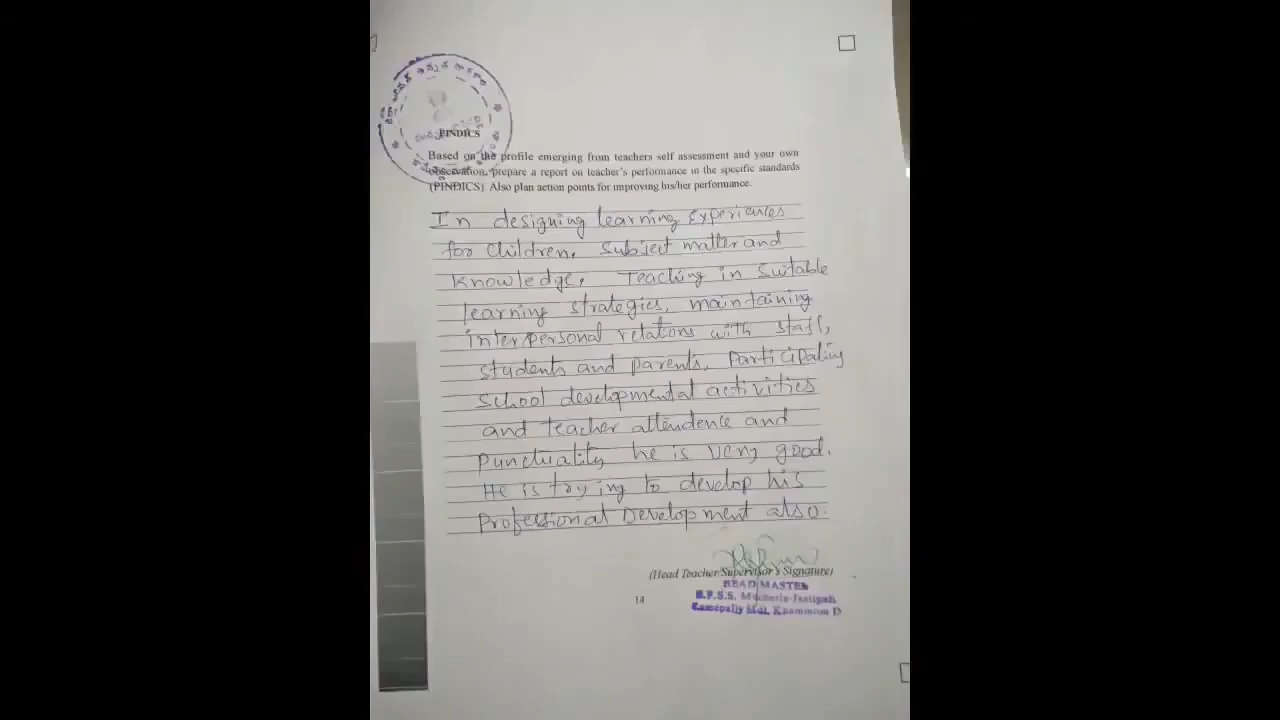 PINDICS
Based on the profile emerging from teachers self assessment and your own
observation, prepare a report on teacher's performance in the specific standards
(PINDICS). Also plan action points for improving his/her performance.
In designing learning experiences
for children, subject matter and
knowledge, Teaching in suitable
learning strategies, maintaining
interpersonal relations with staff,
students and parents, participating
school developmental activities
and teacher attendence and
punctuality he is very good.
He is trying to develop his
Professional Development also.
(Head Teacher/Supervisor's Signature)
HEAD MASTER
14